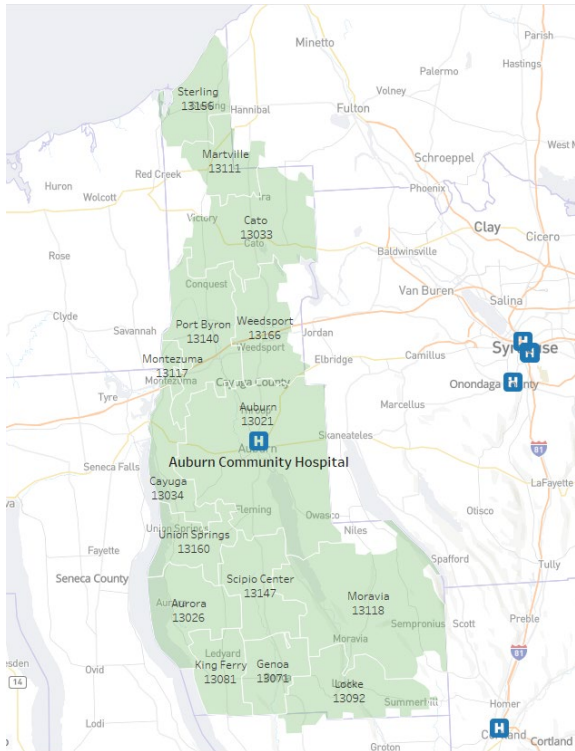 Minetto
Parish
Palermo
Hastings
Sterling
13156
Volney
Hannibal
Fulton
Martville
13111
Schroeppel
West M
Red Creek
Huron
Wolcott
Phoenix
ira
Victory
Cato
13033
Cato
Clay
Cicero
Baldwinsville
Rose
Conquest
Van Buren
Salina
Clyde
Savannah
Port Byron
13140
Weedsport
13166
Weedsport
Jordan
Elbridge
Camillus
H
H
H
Montezuma
13117
Montezuma
Cayuga County
Onondaga County
Tyre
Auburn
13021
Marcellus
H
Auburn
Skaneateles
Auburn Community Hospital
81
Seneca Falls
Cayuga
13034
LaFayette
Fleming
Owasco
Otisco
Union Springs
Union Springs
13160
Niles
Fayette
Spafford
Tully
Seneca County
Scipio Center
13147
Moravia
13118
Aurora
13026
Sempronius
Scott
Preble
Moravia
Ledyard
81
King Ferry
13081
Genoa
13071
Ovid
14
Locke
13092
Summerhill
Homer
H
Lodi
Groton
Cortland